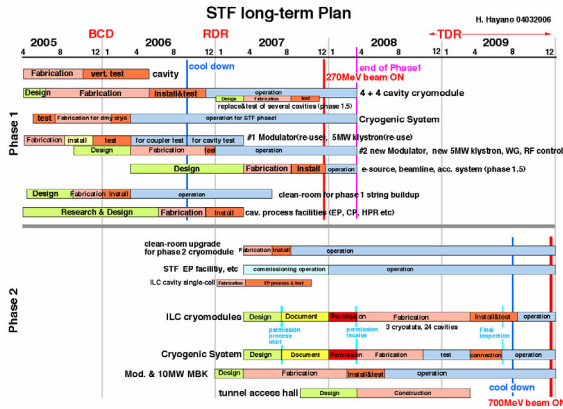 STF long-term Plan
H. Hayano 04032006
BCD RDR TDR
2005 2006 2007 2008 2009
4 8 12 4 8 12 4 8 12 4 8 12 4 8 12
cool down
end of Phase1
270MeV beam ON
Phase 1
Fabrication vert. test cavity
Design Fabrication Install&test operation 4 + 4 cavity cryomodule
Design Fabrication test
replace&test of several cavities (phase 1.5)
test Fabrication for dmy cryo operation for STF phase1 Cryogenic System
Fabrication install test for coupler test for cavity test #1 Modulator(re-use), 5MW klystron(re-use)
Design Fabrication test operation #2 new Modulator, new 5MW klystron, WG, RF control
Design Fabrication Install operation e-source, beamline, acc. system (phase 1.5)
Design Fabrication Install operation clean-room for phase 1 string buildup
Research & Design Fabrication Install cav. process facilities (EP, CP, HPR etc)
Phase 2
clean-room upgrade
for phase 2 cryomodule Fabrication Install operation
STF EP facility, etc commissioning operation operation
ILC cavity single-cell Fabrication EP process & test
ILC cryomodules Design Document Permission Fabrication Install&test operation
3 cryostats, 24 cavities
permission
process
start
permission
receive
Final
inspection
Cryogenic System Design Document Permission Fabrication test connection operation
Mod. & 10MW MBK Design Fabrication Install&test operation
cool down
tunnel access hall Design Construction
700MeV beam ON